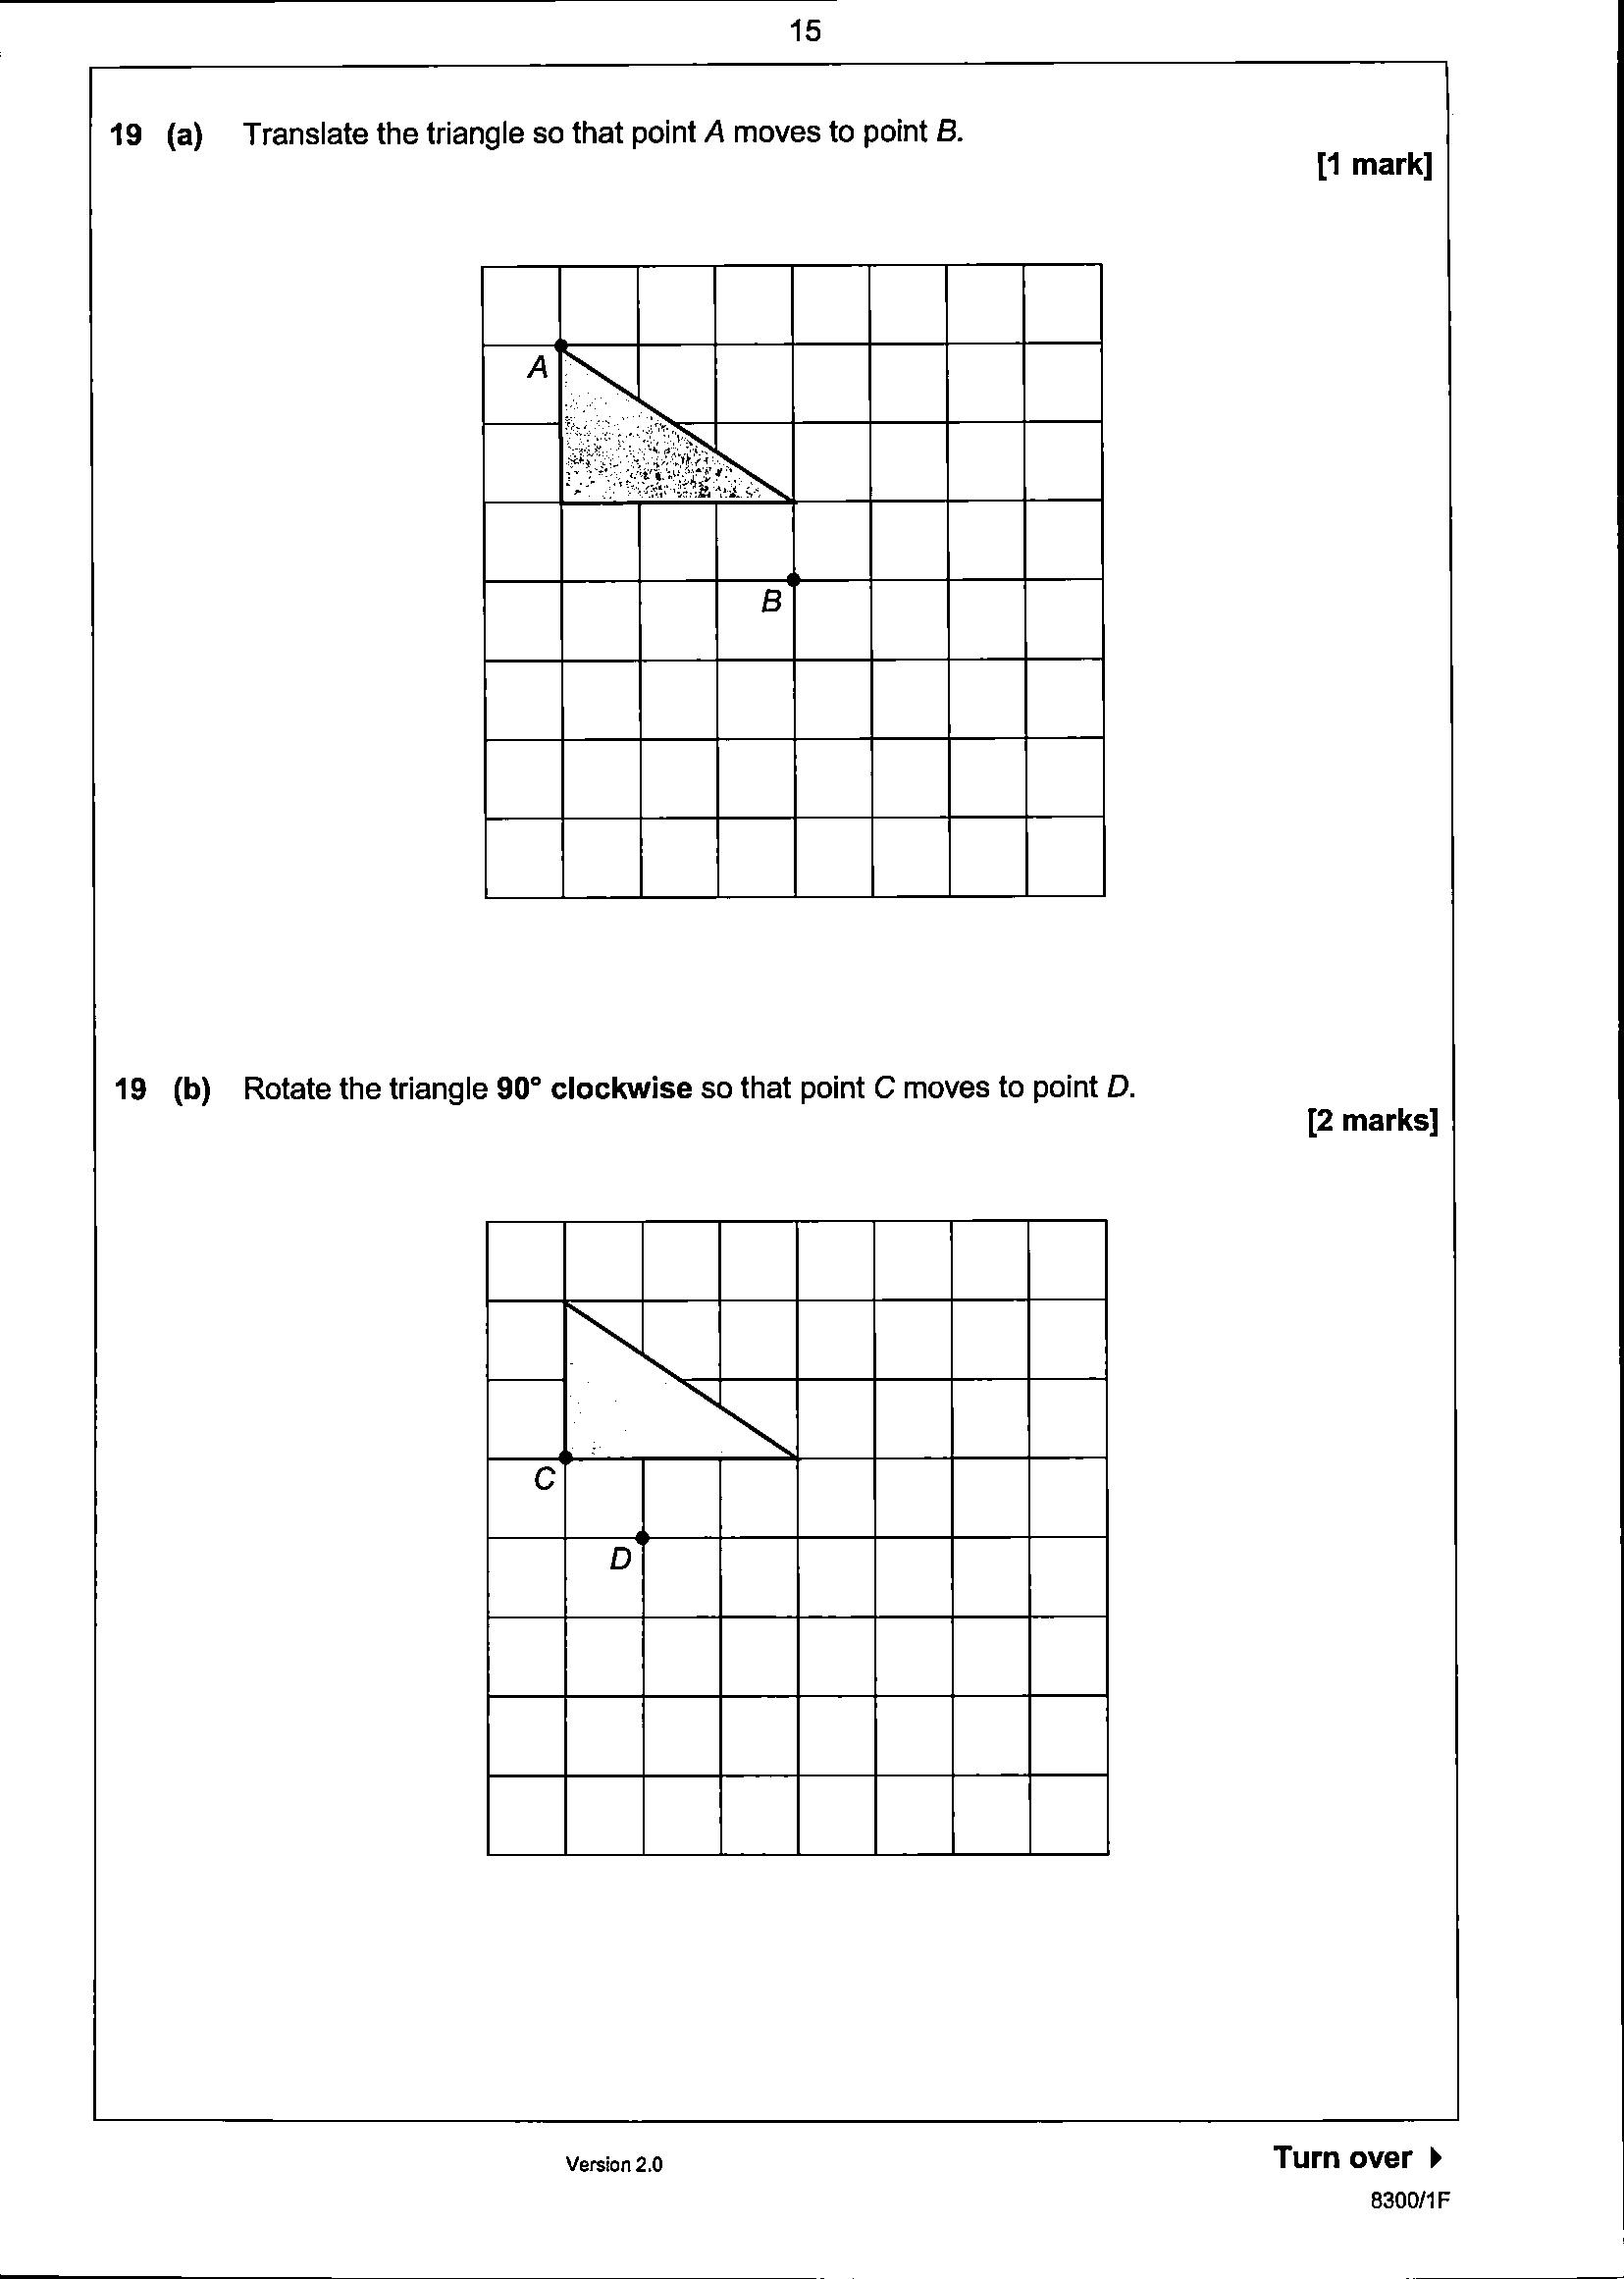 15
19 (a) Translate the triangle so that point A moves to point B.
[1 mark]
A
B
19 (b) Rotate the triangle 90° clockwise so that point C moves to point D.
[2 marks]
C
D
Version 2.0
Turn over
8300/1F